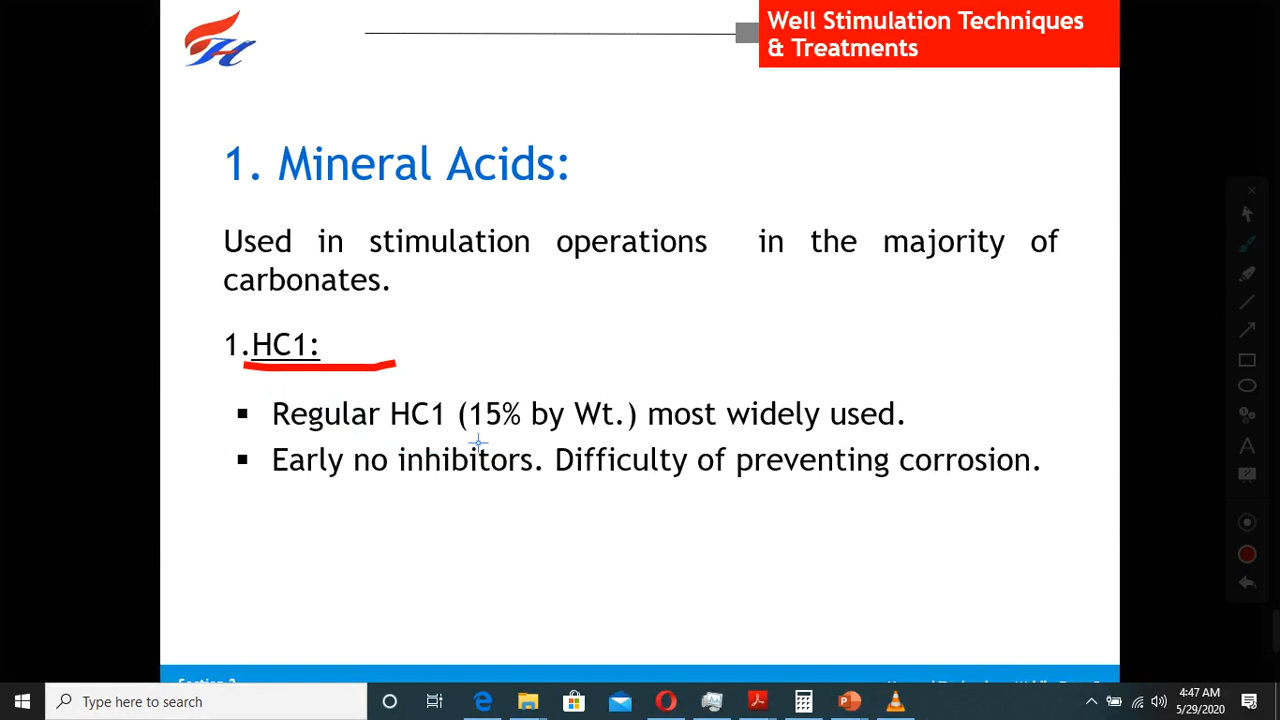 Well Stimulation Techniques
& Treatments
1. Mineral Acids:
Used in stimulation operations in the majority of
carbonates.
1.HC1:
▪ Regular HC1 (15% by Wt.) most widely used.
▪ Early no inhibitors. Difficulty of preventing corrosion.
Type here to search
4:47 AM
5/29/2020